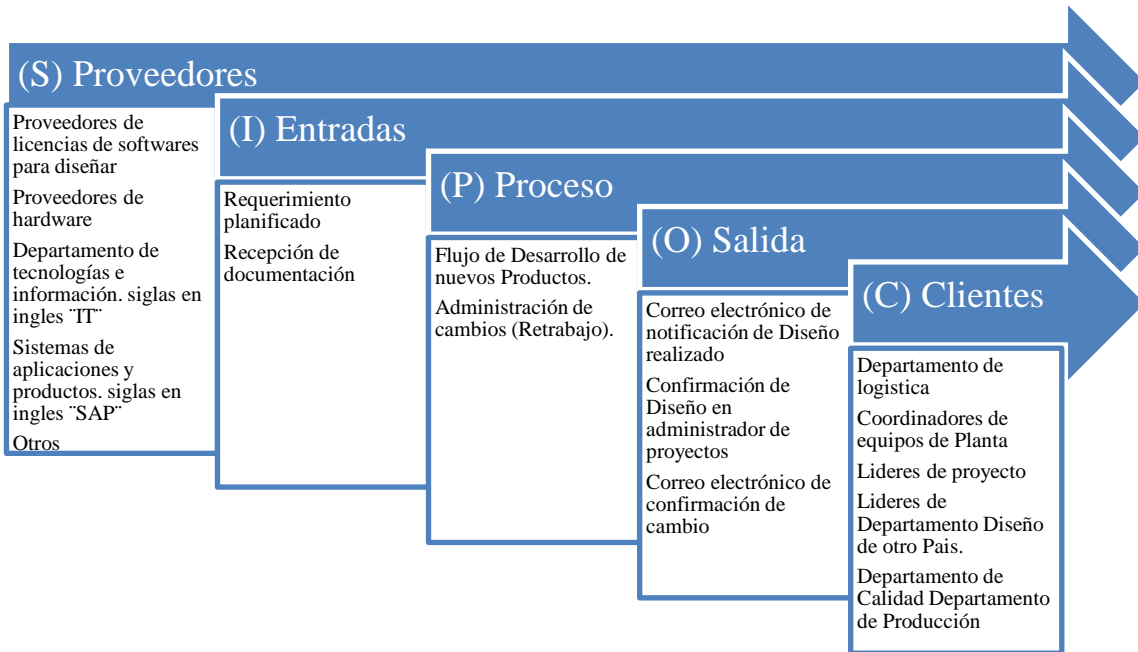 (S) Proveedores
Proveedores de
licencias de softwares
para diseñar
Proveedores de
hardware
Departamento de
tecnologías e
información. siglas en
ingles ¨IT¨
Sistemas de
aplicaciones y
productos. siglas en
ingles ¨SAP¨
Otros
(I) Entradas
Requerimiento
planificado
Recepción de
documentación
(P) Proceso
Flujo de Desarrollo de
nuevos Productos.
Administración de
cambios (Retrabajo).
(O) Salida
Correo electrónico de
notificación de Diseño
realizado
Confirmación de
Diseño en
administrador de
proyectos
Correo electrónico de
confirmación de
cambio
(C) Clientes
Departamento de
logistica
Coordinadores de
equipos de Planta
Lideres de proyecto
Lideres de
Departamento Diseño
de otro Pais.
Departamento de
Calidad Departamento
de Producción